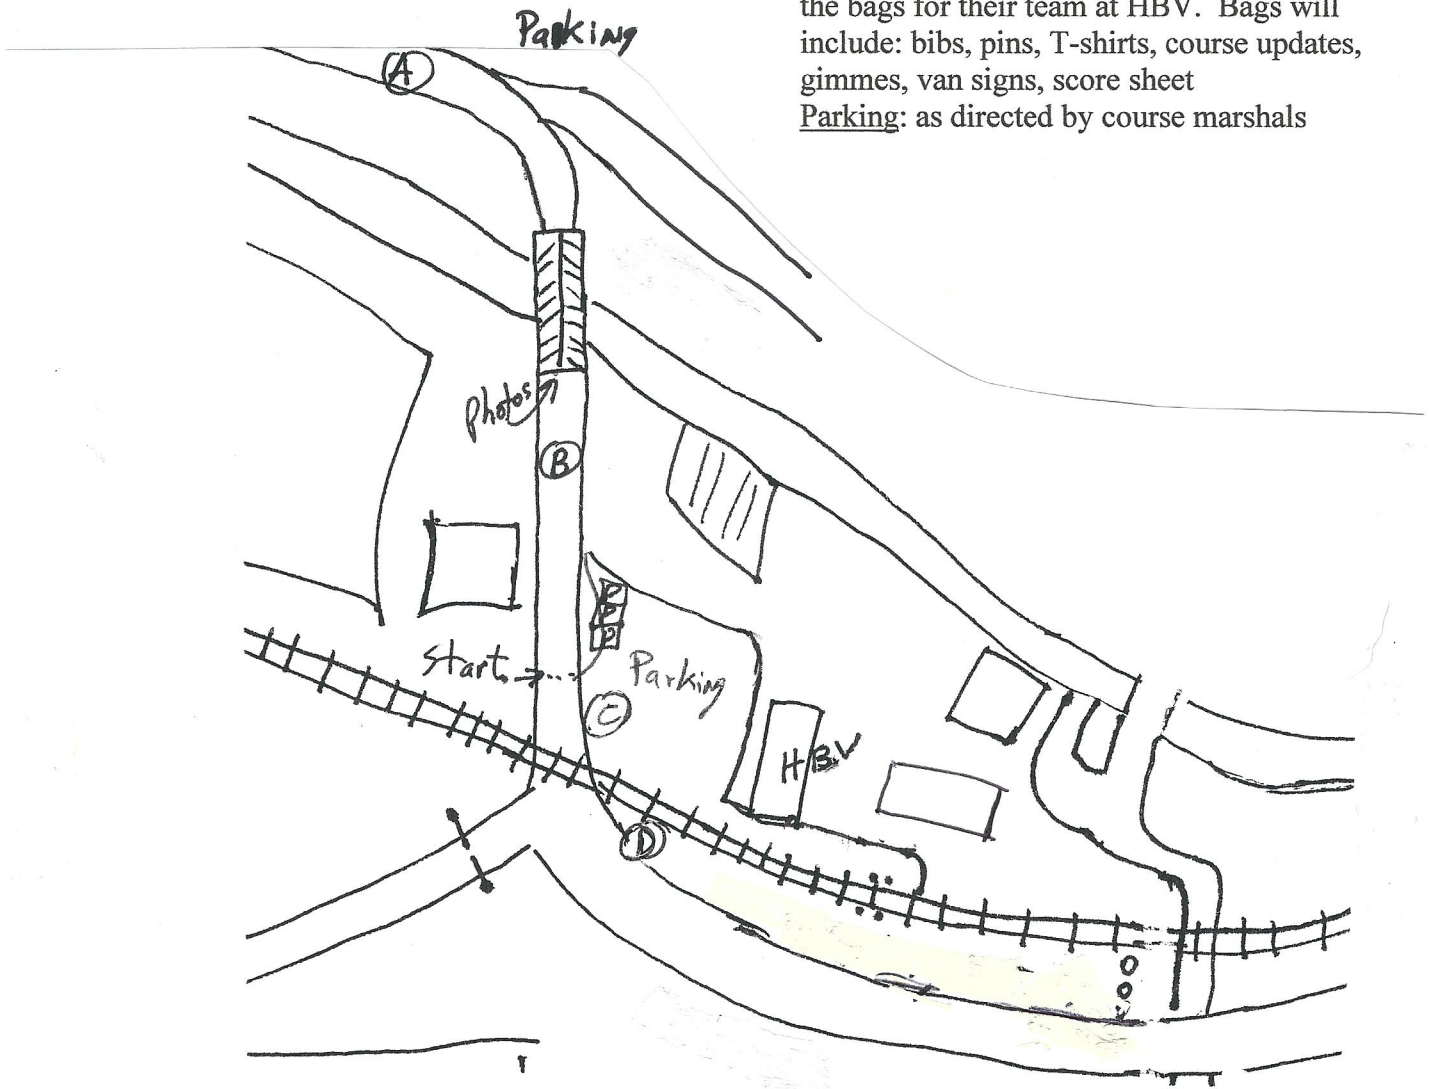 the bags for their team at HBV.  Bags will
include: bibs, pins, T-shirts, course updates,
gimmes, van signs, score sheet
Parking: as directed by course marshals
Parking
A
Photos
B
P
P
P
Start
Parking
C
HBV
D